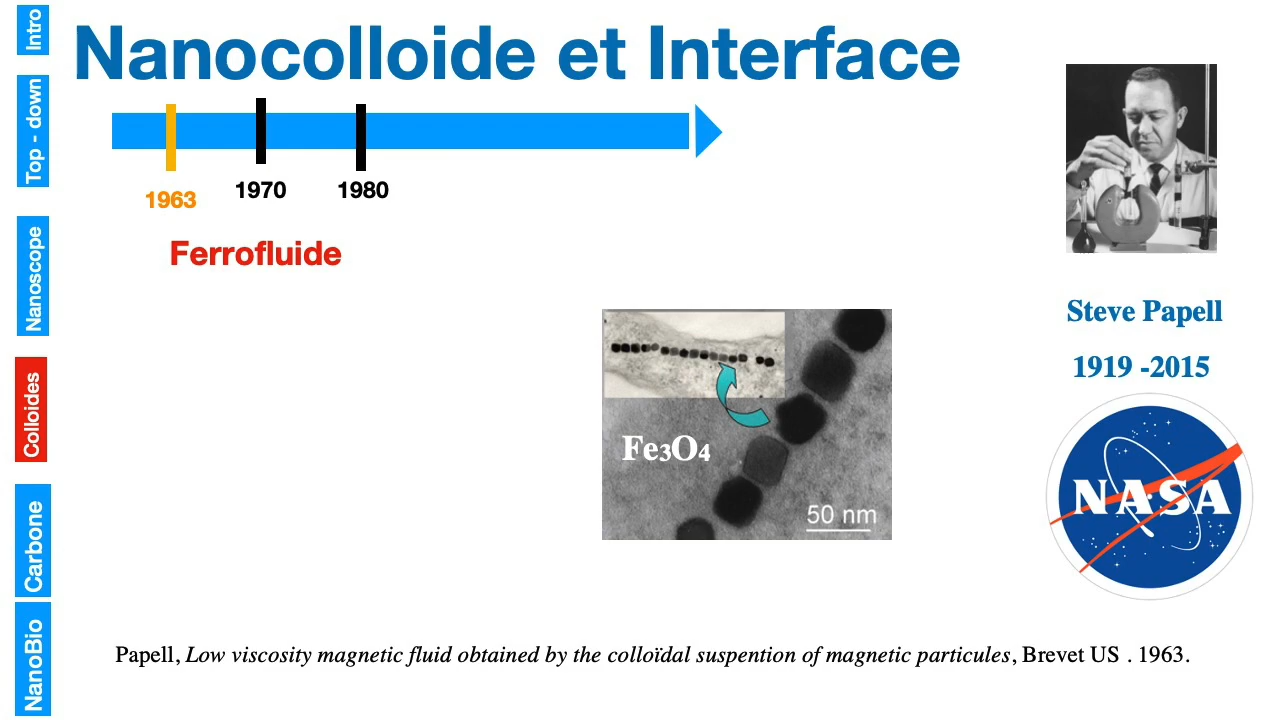 Intro
Top - down
Nanoscope
Colloides
Carbone
NanoBio
Nanocolloide et Interface
1963
1970
1980
Ferrofluide
Fe₃O₄
50 nm
Steve Papell
1919 -2015
NASA
Papell, Low viscosity magnetic fluid obtained by the colloïdal suspention of magnetic particules, Brevet US . 1963.